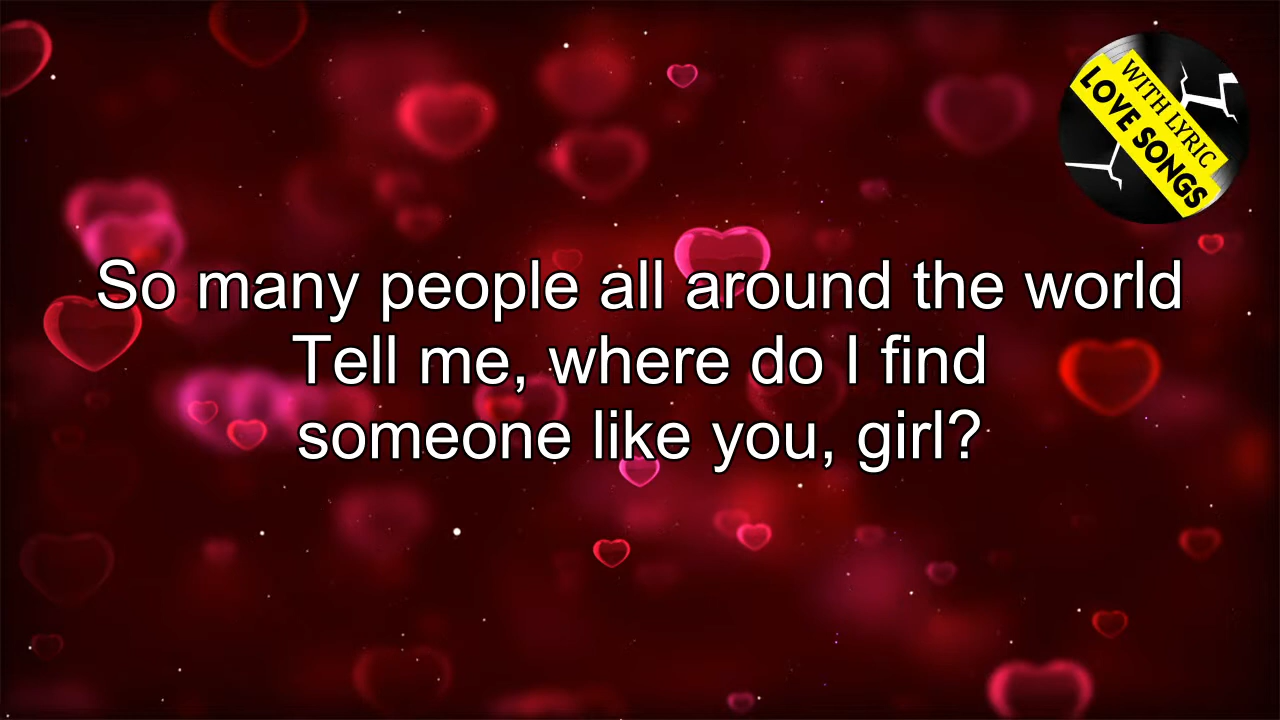 WITH LYRIC
LOVE SONGS
So many people all around the world
Tell me, where do I find
someone like you, girl?